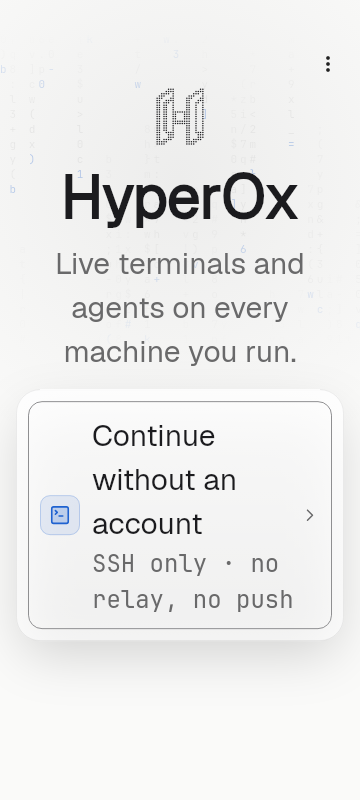 HyperOx
Live terminals and
agents on every
machine you run.
Continue
without an
account
SSH only · no
relay, no push